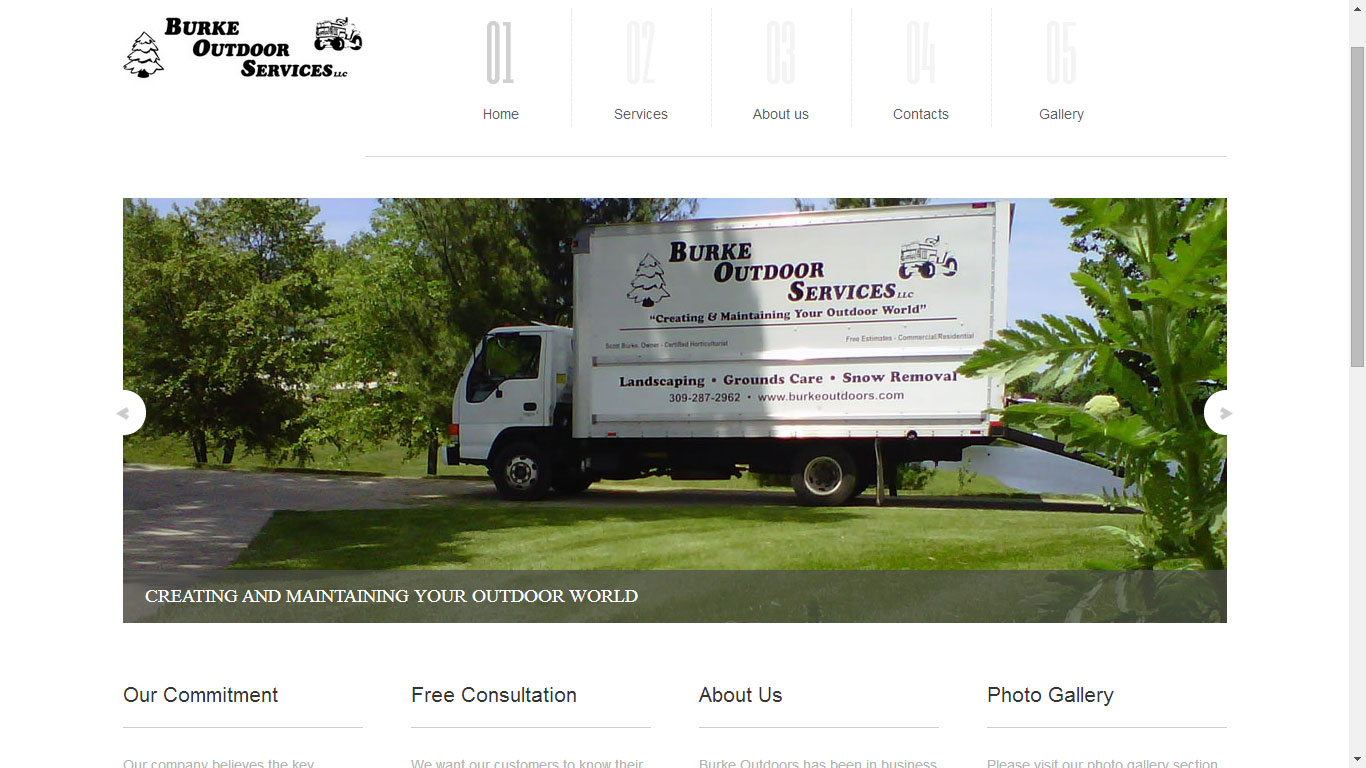 BURKE
OUTDOOR
SERVICES LLC
01
02
03
04
05
Home
Services
About us
Contacts
Gallery
BURKE
OUTDOOR
SERVICES LLC
"Creating & Maintaining Your Outdoor World"
Scott Burke, Owner - Certified Horticulturist
Free Estimates - Commercial/Residential
Landscaping • Grounds Care • Snow Removal
309-287-2962 • www.burkeoutdoors.com
CREATING AND MAINTAINING YOUR OUTDOOR WORLD
Our Commitment
Free Consultation
About Us
Photo Gallery
Our company believes the key
We want our customers to know their
Burke Outdoors has been in business
Please visit our photo gallery section